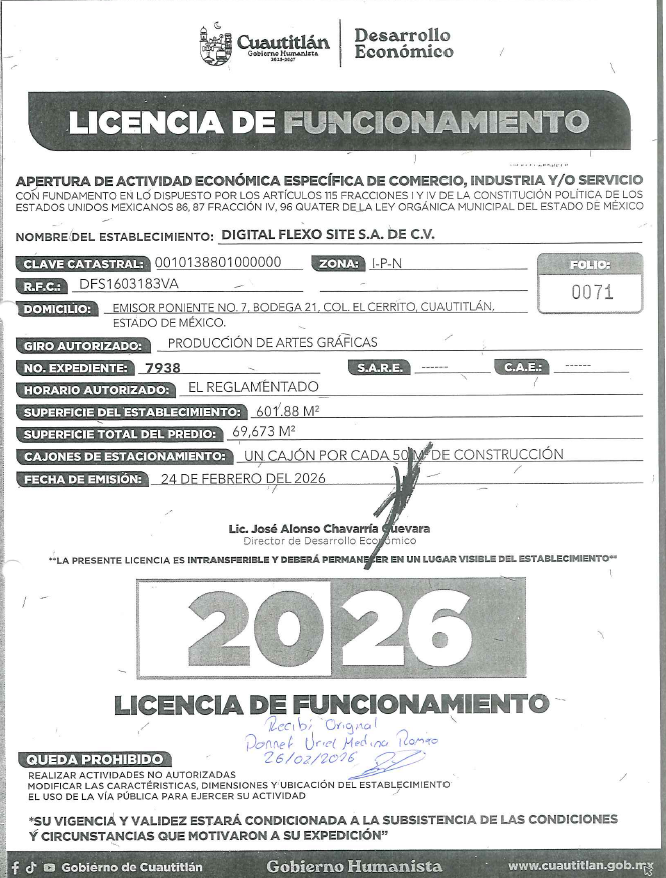 Cuautitlán
Gobierno Humanista
2025-2027
Desarrollo
Económico
LICENCIA DE FUNCIONAMIENTO
APERTURA DE ACTIVIDAD ECONÓMICA ESPECÍFICA DE COMERCIO, INDUSTRIA Y/O SERVICIO
CON FUNDAMENTO EN LO DISPUESTO POR LOS ARTÍCULOS 115 FRACCIONES I Y IV DE LA CONSTITUCIÓN POLÍTICA DE LOS
ESTADOS UNIDOS MEXICANOS 86, 87 FRACCIÓN IV, 96 QUATER DE LA LEY ORGÁNICA MUNICIPAL DEL ESTADO DE MÉXICO
NOMBRE DEL ESTABLECIMIENTO: DIGITAL FLEXO SITE S.A. DE C.V.
CLAVE CATASTRAL: 0010138801000000 ZONA: I-P-N
FOLIO:
0071
R.F.C.: DFS1603183VA
DOMICILIO: EMISOR PONIENTE NO. 7, BODEGA 21, COL. EL CERRITO, CUAUTITLÁN,
ESTADO DE MÉXICO.
GIRO AUTORIZADO: PRODUCCIÓN DE ARTES GRÁFICAS
NO. EXPEDIENTE: 7938 S.A.R.E. ------ C.A.E.: ------
HORARIO AUTORIZADO: EL REGLAMENTADO
SUPERFICIE DEL ESTABLECIMIENTO: 601.88 M²
SUPERFICIE TOTAL DEL PREDIO: 69,673 M²
CAJONES DE ESTACIONAMIENTO: UN CAJÓN POR CADA 50 M² DE CONSTRUCCIÓN
FECHA DE EMISIÓN: 24 DE FEBRERO DEL 2026
Lic. José Alonso Chavarría Guevara
Director de Desarrollo Económico
**LA PRESENTE LICENCIA ES INTRANSFERIBLE Y DEBERÁ PERMANECER EN UN LUGAR VISIBLE DEL ESTABLECIMIENTO**
2026
LICENCIA DE FUNCIONAMIENTO
Recibí Original
Uriel Medina Romo
26/02/2026
QUEDA PROHIBIDO
REALIZAR ACTIVIDADES NO AUTORIZADAS
MODIFICAR LAS CARACTERÍSTICAS, DIMENSIONES Y UBICACIÓN DEL ESTABLECIMIENTO
EL USO DE LA VÍA PÚBLICA PARA EJERCER SU ACTIVIDAD
"SU VIGENCIA Y VALIDEZ ESTARÁ CONDICIONADA A LA SUBSISTENCIA DE LAS CONDICIONES
Y CIRCUNSTANCIAS QUE MOTIVARON A SU EXPEDICIÓN"
Gobierno de Cuautitlán Gobierno Humanista www.cuautitlan.gob.mx